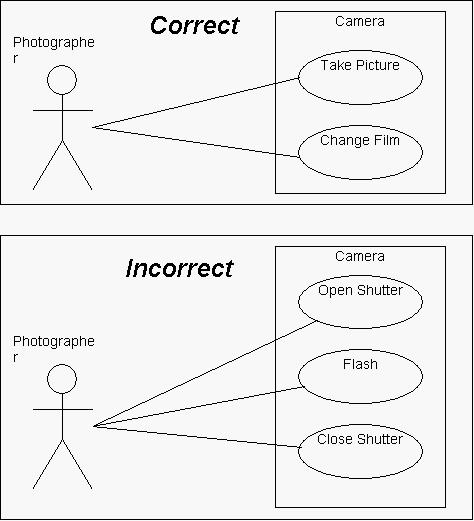 Correct
Camera
Photographe
r
Take Picture
Change Film
Incorrect
Camera
Open Shutter
Photographe
r
Flash
Close Shutter